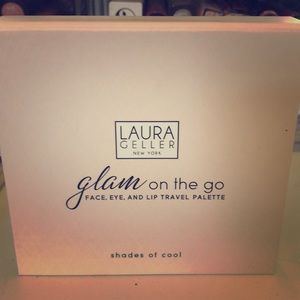 LAURA
GELLER
NEW YORK
glam on the go
FACE, EYE, AND LIP TRAVEL PALETTE
shades of cool